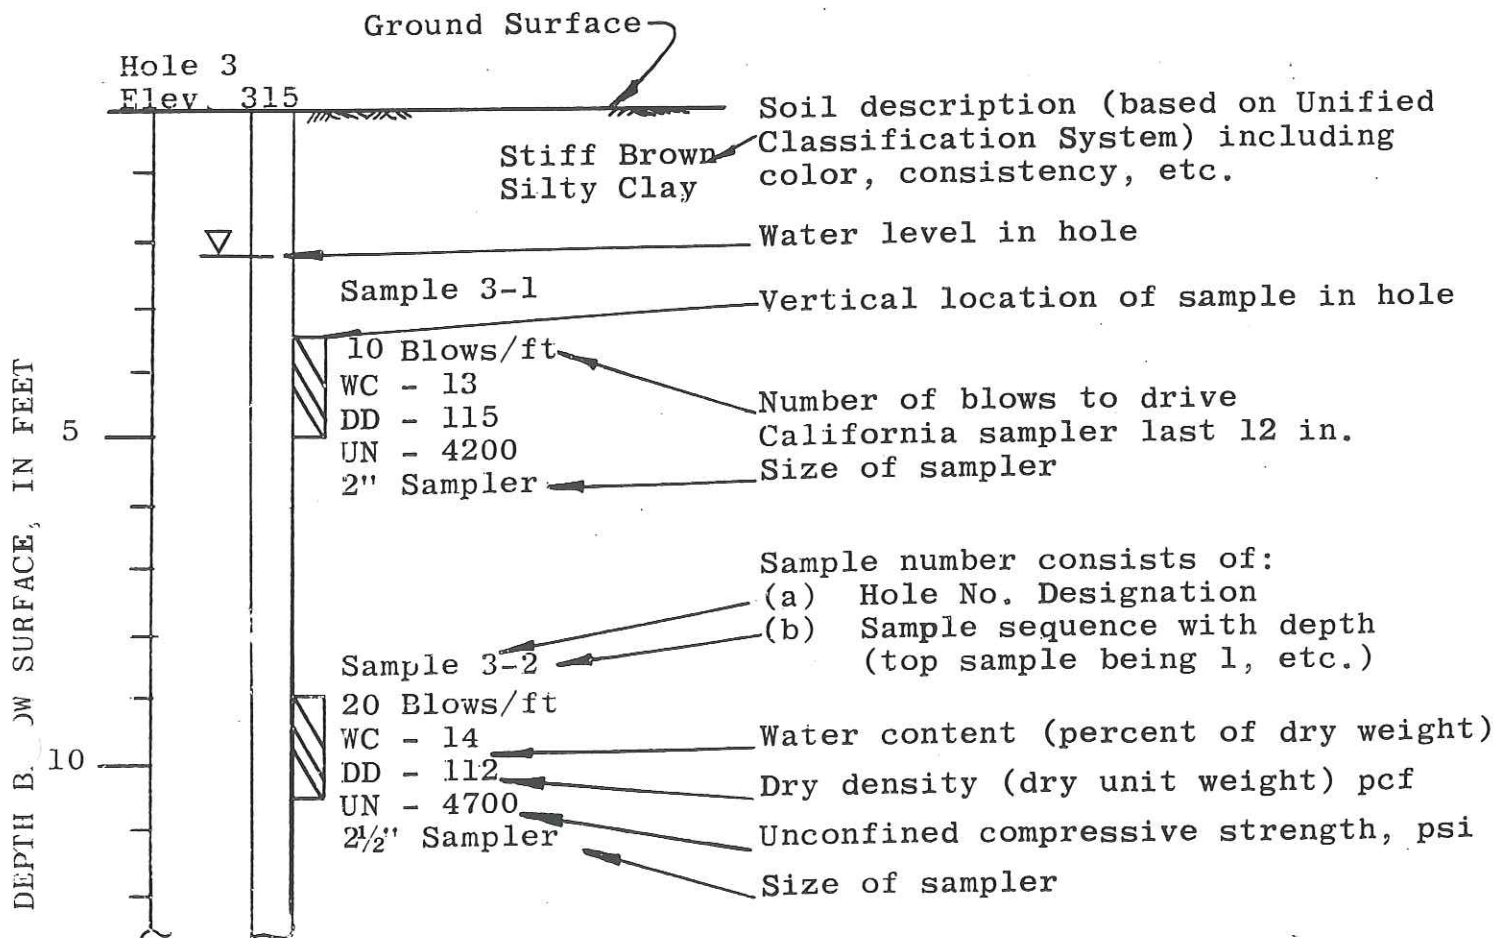 Ground Surface
Hole 3
Elev. 315
Soil description (based on Unified
Classification System) including
color, consistency, etc.
Stiff Brown
Silty Clay
Water level in hole
Sample 3-1
Vertical location of sample in hole
10 Blows/ft
WC - 13
DD - 115
UN - 4200
2" Sampler
Number of blows to drive
California sampler last 12 in.
Size of sampler
5
Sample number consists of:
(a) Hole No. Designation
(b) Sample sequence with depth
(top sample being 1, etc.)
Sample 3-2
20 Blows/ft
WC - 14
DD - 112
UN - 4700
2½" Sampler
Water content (percent of dry weight)
Dry density (dry unit weight) pcf
Unconfined compressive strength, psi
Size of sampler
10
DEPTH SURFACE, IN FEET